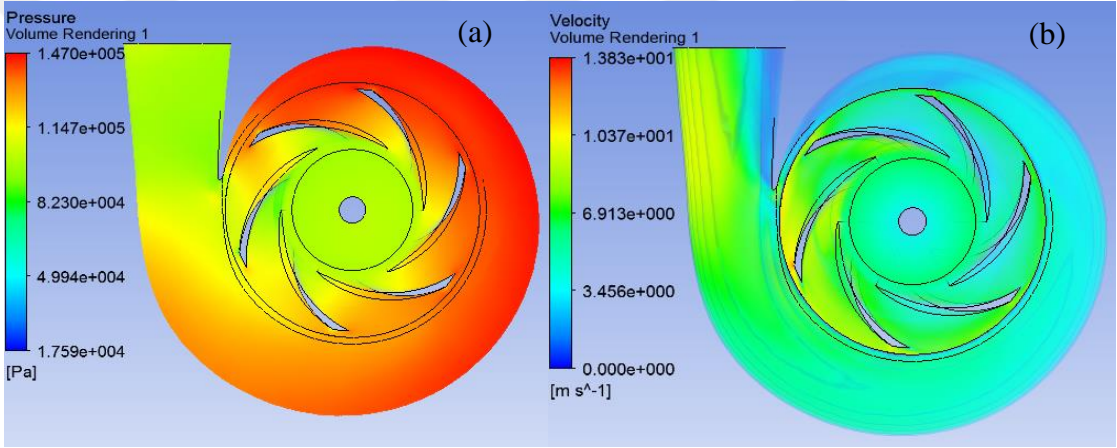 Pressure
Volume Rendering 1
(a)
1.470e+005
1.147e+005
8.230e+004
4.994e+004
1.759e+004
[Pa]
Velocity
Volume Rendering 1
(b)
1.383e+001
1.037e+001
6.913e+000
3.456e+000
0.000e+000
[m s^-1]